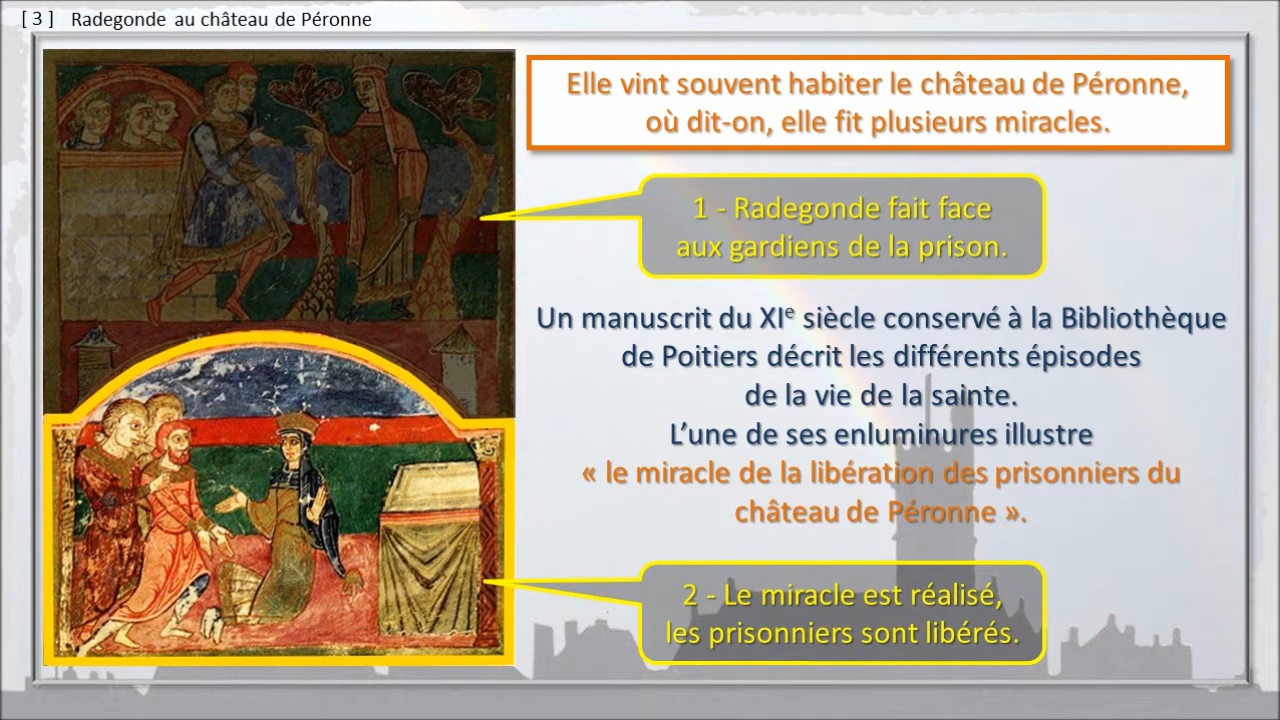 [ 3 ] Radegonde au château de Péronne
Elle vint souvent habiter le château de Péronne,
où dit-on, elle fit plusieurs miracles.
1 - Radegonde fait face
aux gardiens de la prison.
Un manuscrit du XIe siècle conservé à la Bibliothèque
de Poitiers décrit les différents épisodes
de la vie de la sainte.
L’une de ses enluminures illustre
« le miracle de la libération des prisonniers du
château de Péronne ».
2 - Le miracle est réalisé,
les prisonniers sont libérés.